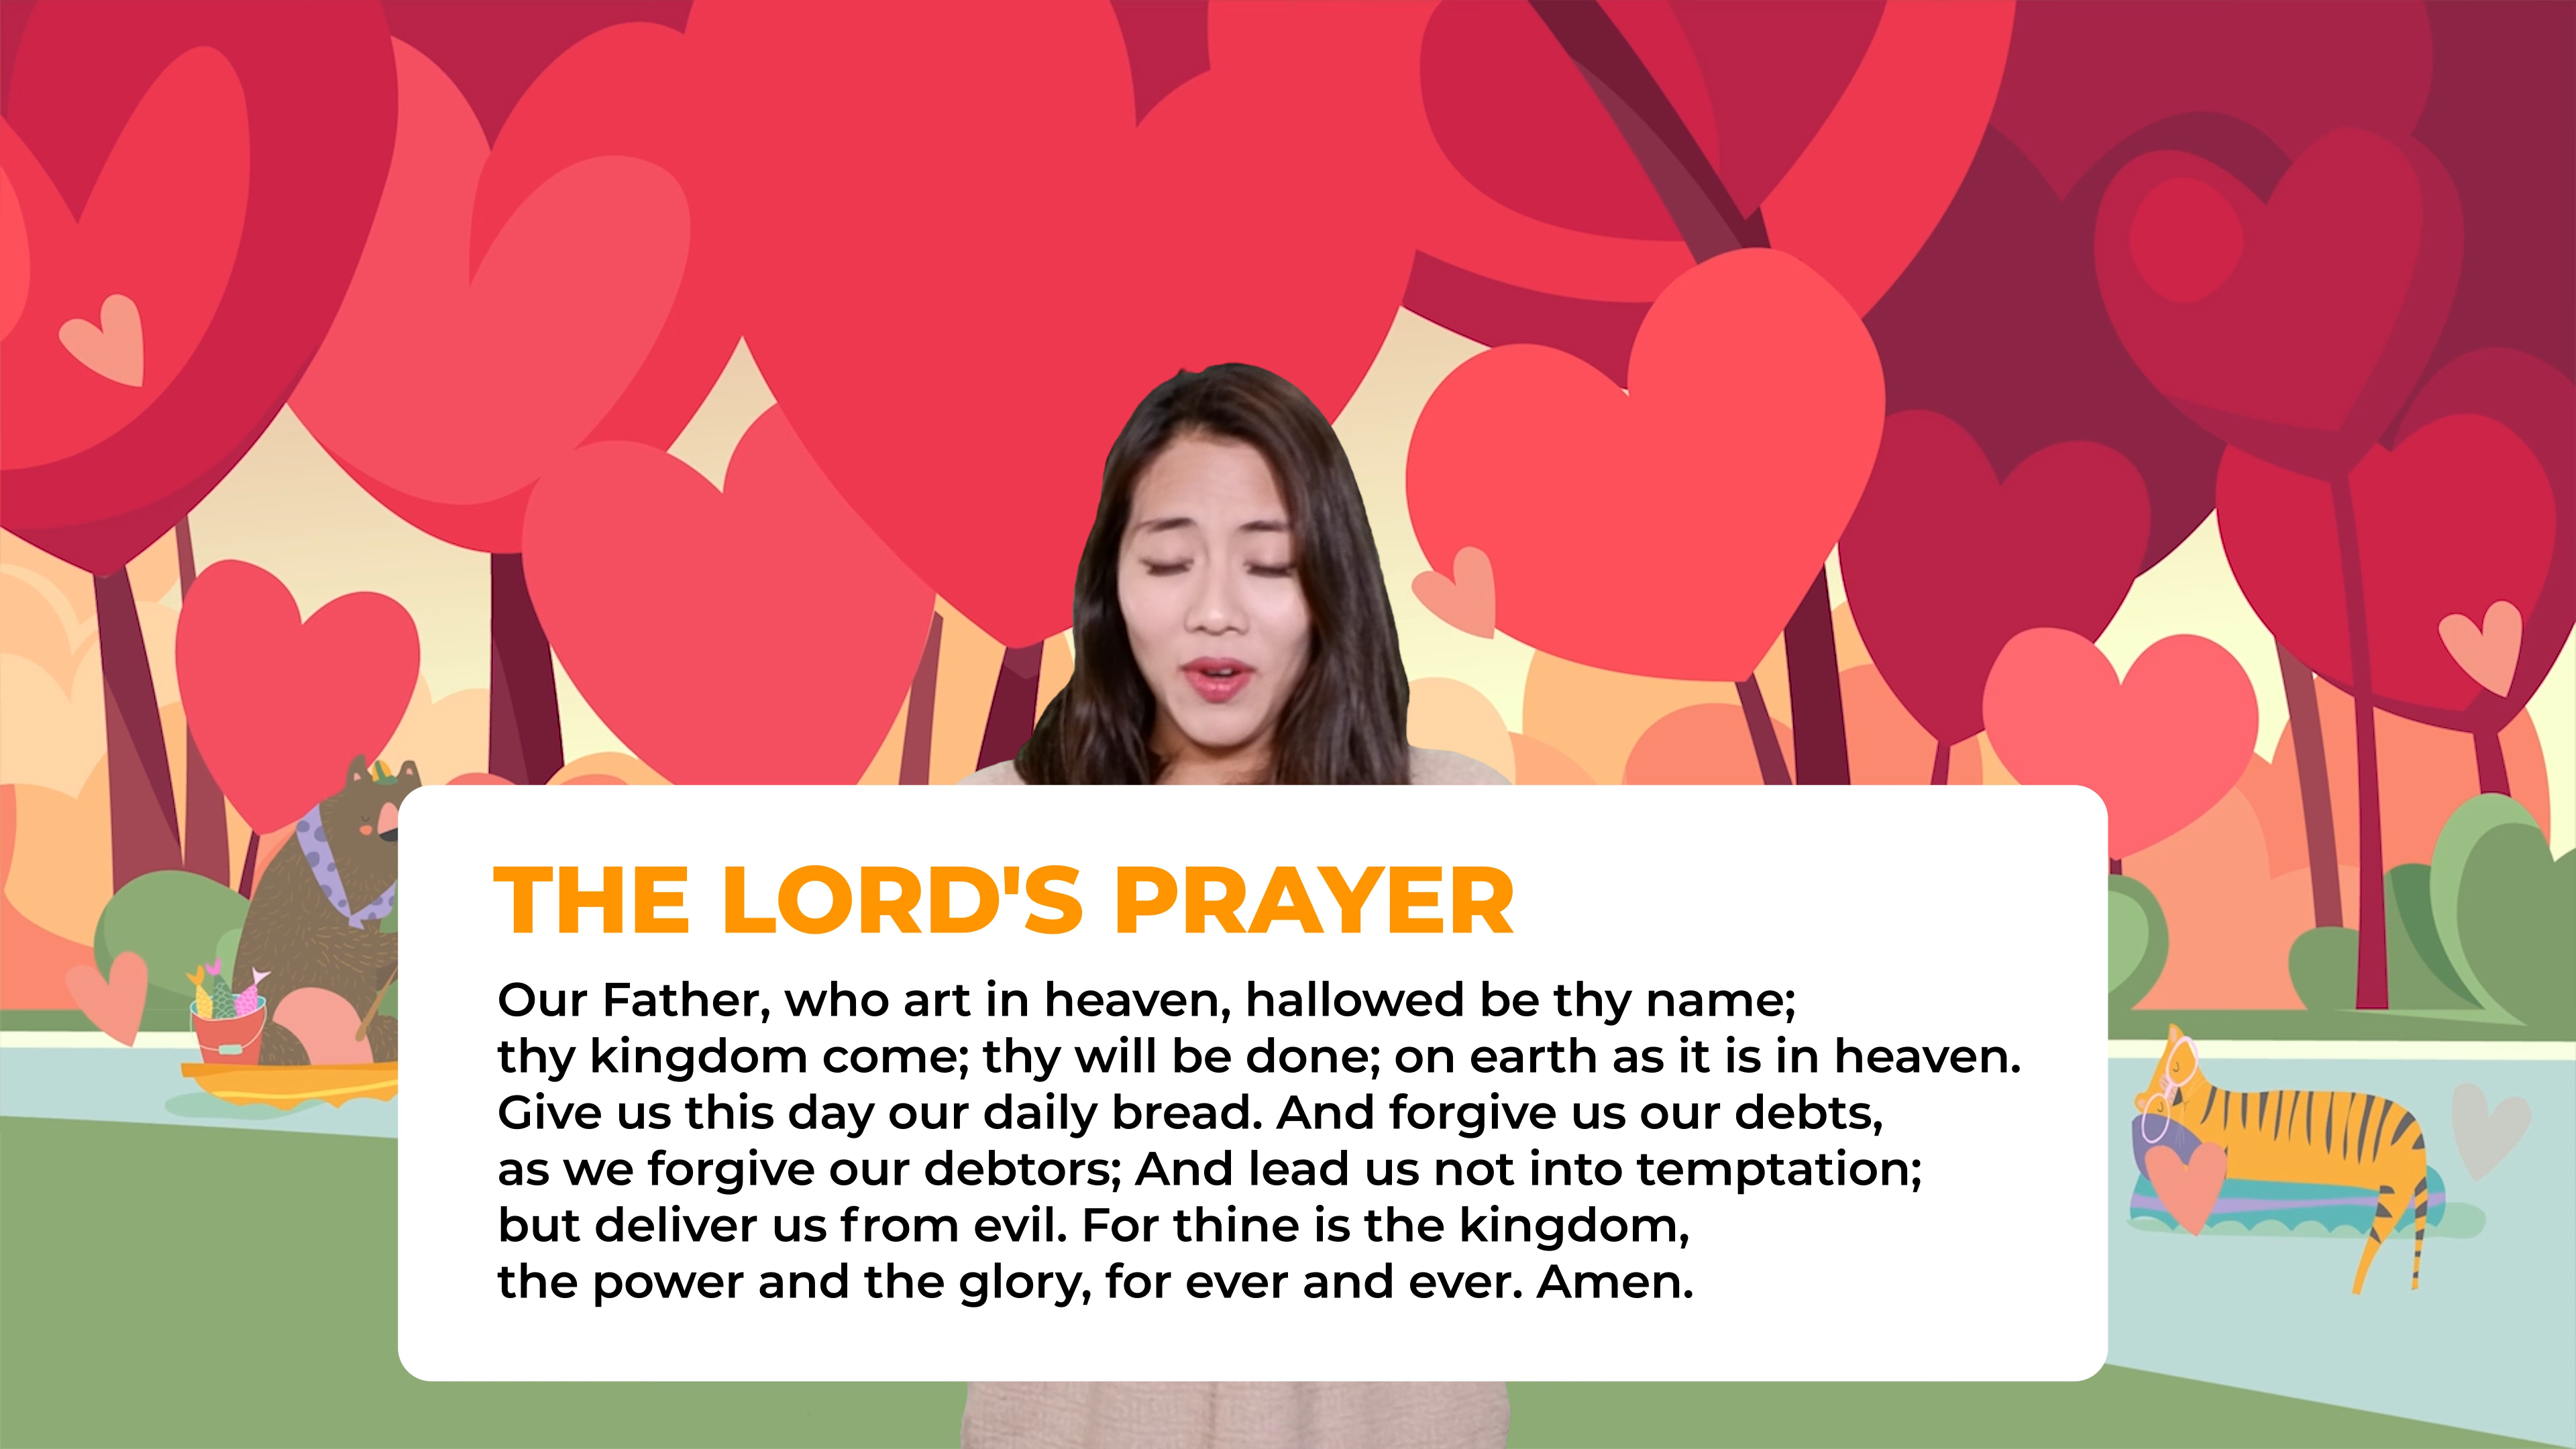 THE LORD'S PRAYER
Our Father, who art in heaven, hallowed be thy name;
thy kingdom come; thy will be done; on earth as it is in heaven.
Give us this day our daily bread. And forgive us our debts,
as we forgive our debtors; And lead us not into temptation;
but deliver us from evil. For thine is the kingdom,
the power and the glory, for ever and ever. Amen.